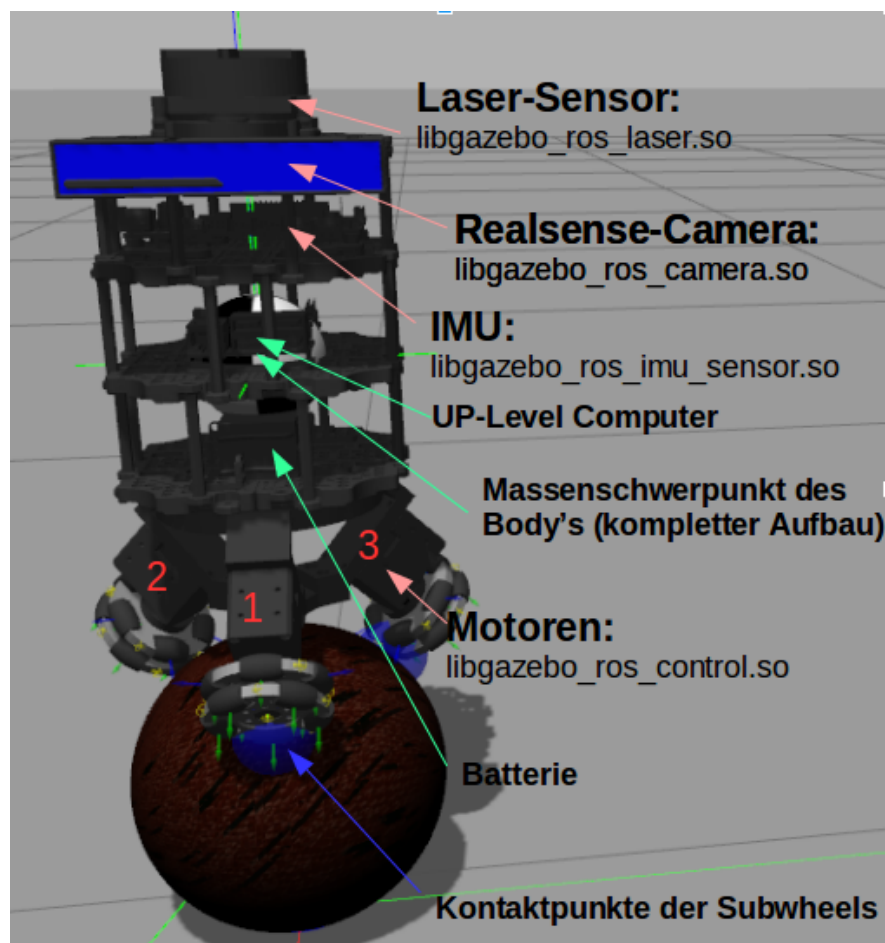 Laser-Sensor:
libgazebo_ros_laser.so
Realsense-Camera:
libgazebo_ros_camera.so
IMU:
libgazebo_ros_imu_sensor.so
UP-Level Computer
Massenschwerpunkt des
Body's (kompletter Aufbau)
3
2
1
Motoren:
libgazebo_ros_control.so
Batterie
Kontaktpunkte der Subwheels